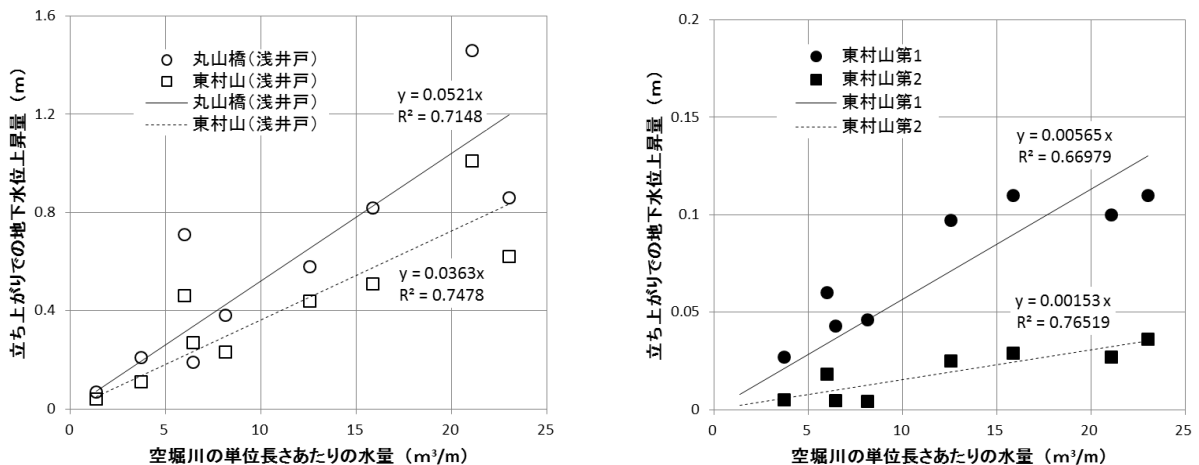 立ち上がりでの地下水位上昇量 (m)
1.6
1.2
0.8
0.4
0
丸山橋(浅井戸)
東村山(浅井戸)
丸山橋(浅井戸)
東村山(浅井戸)
y = 0.0521x
R² = 0.7148
y = 0.0363x
R² = 0.7478
0 5 10 15 20 25
空堀川の単位長さあたりの水量 (m³/m)
立ち上がりでの地下水位上昇量 (m)
0.2
0.15
0.1
0.05
0
東村山第1
東村山第2
東村山第1
東村山第2
y = 0.00565x
R² = 0.66979
y = 0.00153x
R² = 0.76519
0 5 10 15 20 25
空堀川の単位長さあたりの水量 (m³/m)